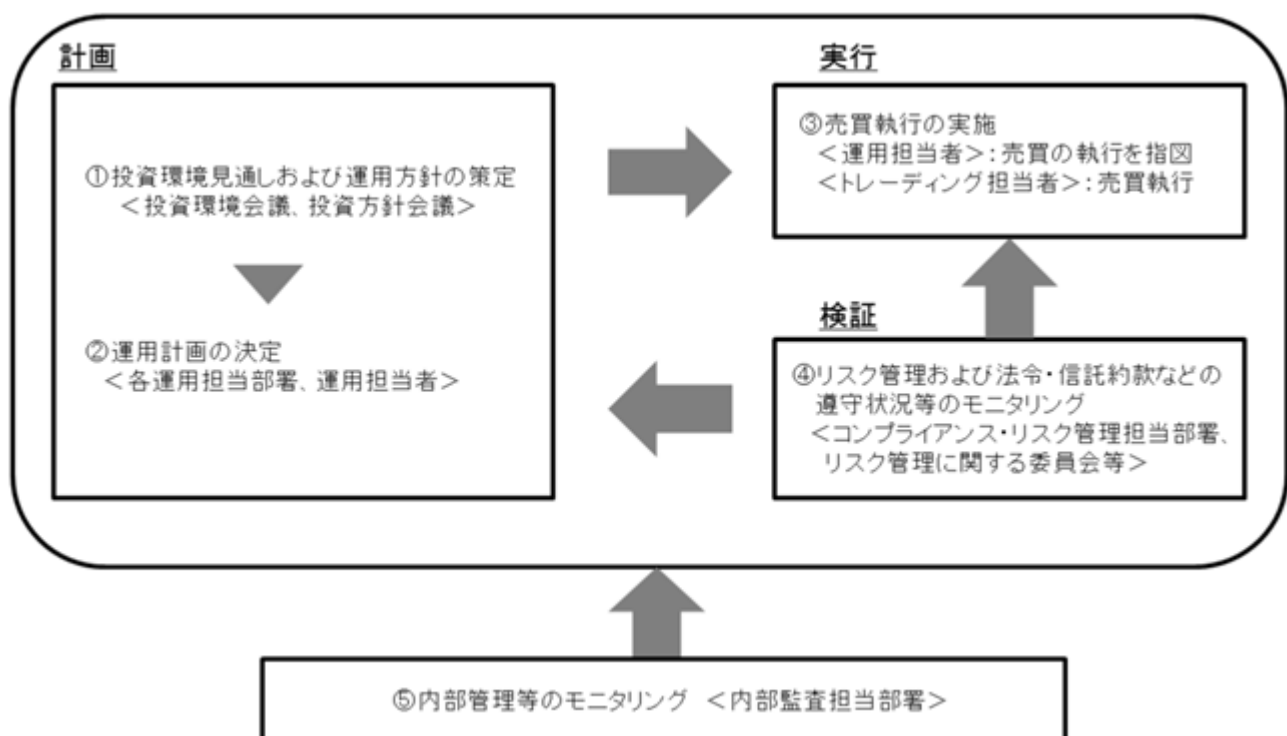 計画
①投資環境見通しおよび運用方針の策定
＜投資環境会議、投資方針会議＞
②運用計画の決定
＜各運用担当部署、運用担当者＞
実行
③売買執行の実施
＜運用担当者＞：売買の執行を指図
＜トレーディング担当者＞：売買執行
検証
④リスク管理および法令・信託約款などの
遵守状況等のモニタリング
＜コンプライアンス・リスク管理担当部署、
リスク管理に関する委員会等＞
⑤内部管理等のモニタリング ＜内部監査担当部署＞